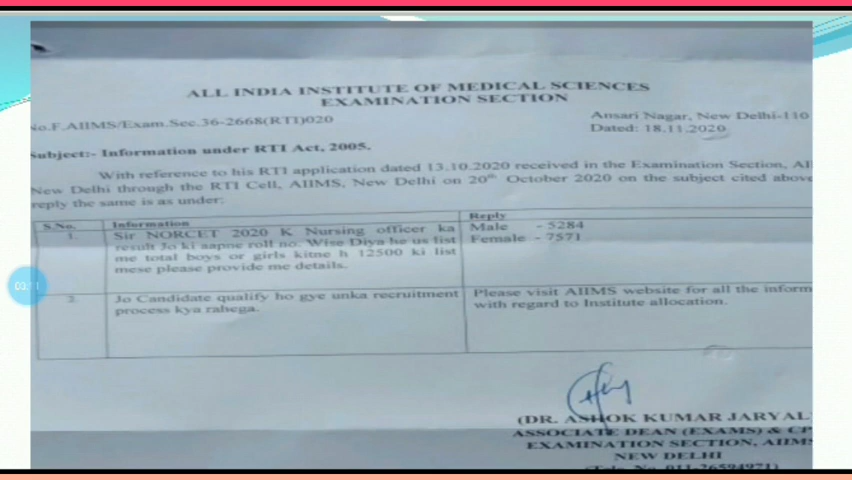 ALL INDIA INSTITUTE OF MEDICAL SCIENCES
EXAMINATION SECTION
No.F.AIIMS/Exam.Sec.36-2668(RTI)020
Ansari Nagar, New Delhi-110
Dated: 18.11.2020
Subject:- Information under RTI Act, 2005.
With reference to his RTI application dated 13.10.2020 received in the Examination Section, AI
New Delhi through the RTI Cell, AIIMS, New Delhi on 20th October 2020 on the subject cited above
reply the same is as under:
S.No. Information Reply
1. Sir NORCET 2020 K Nursing officer ka
result Jo ki aapne roll no. Wise Diya he us list
me total boys or girls kitne h 12500 ki list
mese please provide me details.
Male - 5284
Female - 7571
2. Jo Candidate qualify ho gye unka recruitment
process kya rahega.
Please visit AIIMS website for all the inform
with regard to Institute allocation.
(DR. ASHOK KUMAR JARYAL
ASSOCIATE DEAN (EXAMS) & CP
EXAMINATION SECTION, AIIMS
NEW DELHI
(Tele. No. 011-26594971)
03:11